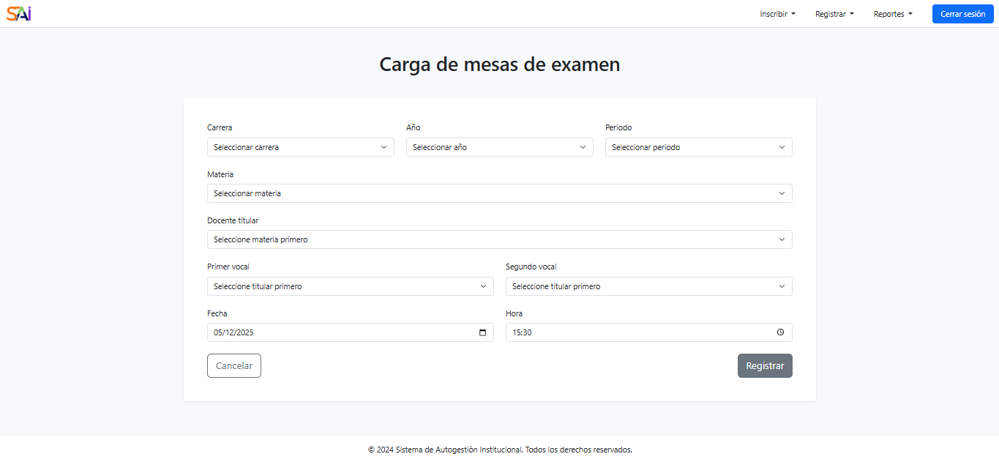 SAi Inscribir Registrar Reportes Cerrar sesión
Carga de mesas de examen
Carrera Año Periodo
Seleccionar carrera Seleccionar año Seleccionar periodo
Materia
Seleccionar materia
Docente titular
Seleccione materia primero
Primer vocal Segundo vocal
Seleccione titular primero Seleccione titular primero
Fecha Hora
05/12/2025 15:30
Cancelar Registrar
© 2024 Sistema de Autogestión Institucional. Todos los derechos reservados.